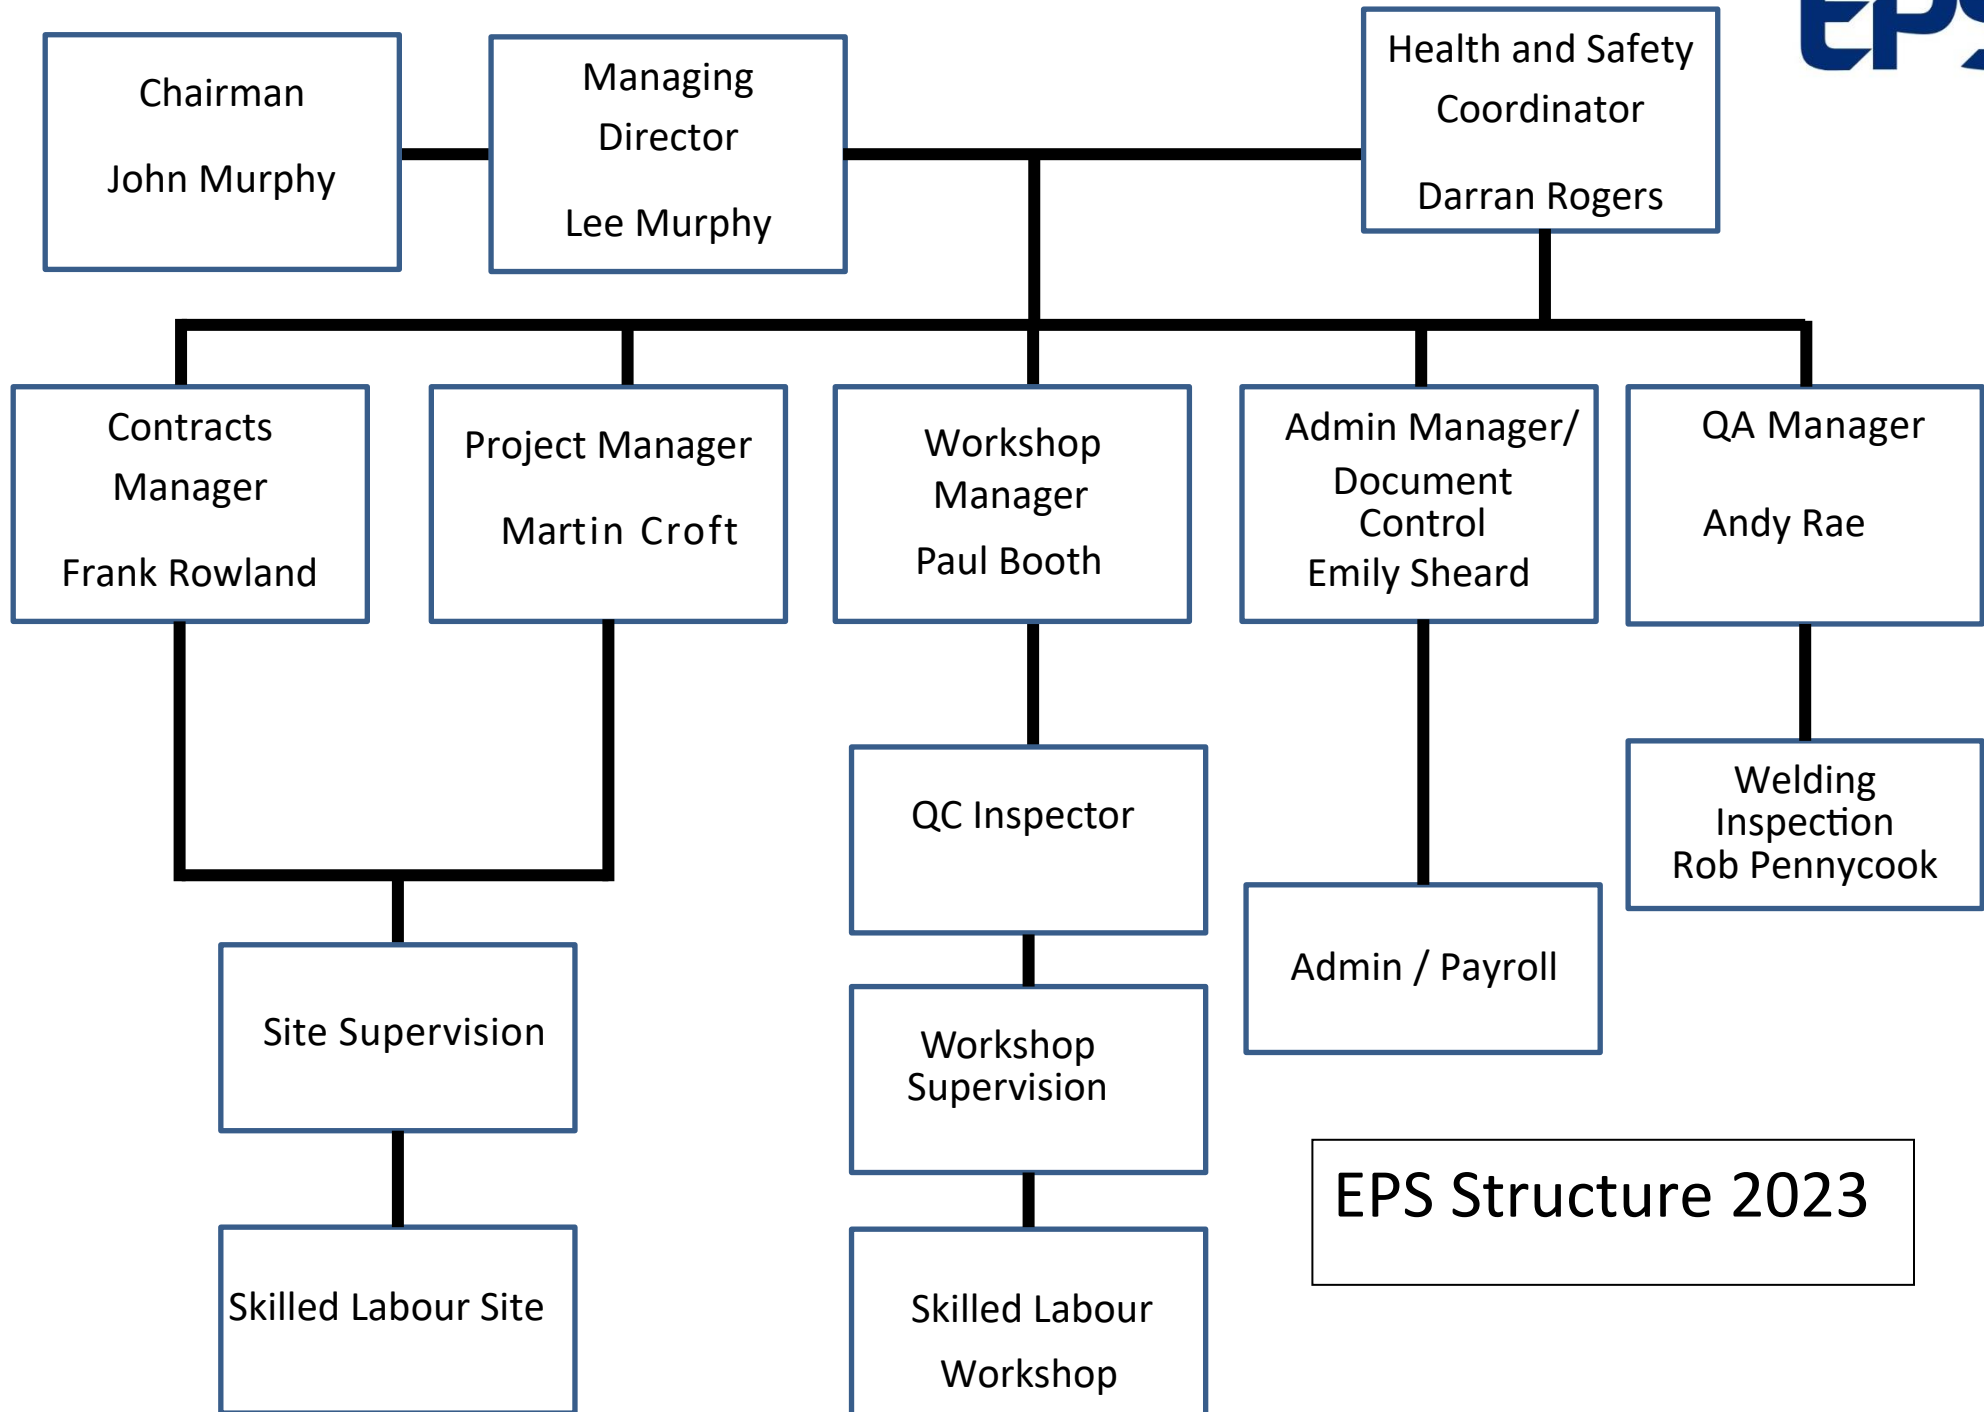 EPS
Chairman
John Murphy
Managing
Director
Lee Murphy
Health and Safety
Coordinator
Darran Rogers
Contracts
Manager
Frank Rowland
Project Manager
Martin Croft
Workshop
Manager
Paul Booth
Admin Manager/
Document
Control
Emily Sheard
QA Manager
Andy Rae
QC Inspector
Welding
Inspection
Rob Pennycook
Site Supervision
Workshop
Supervision
Admin / Payroll
Skilled Labour Site
Skilled Labour
Workshop
EPS Structure 2023